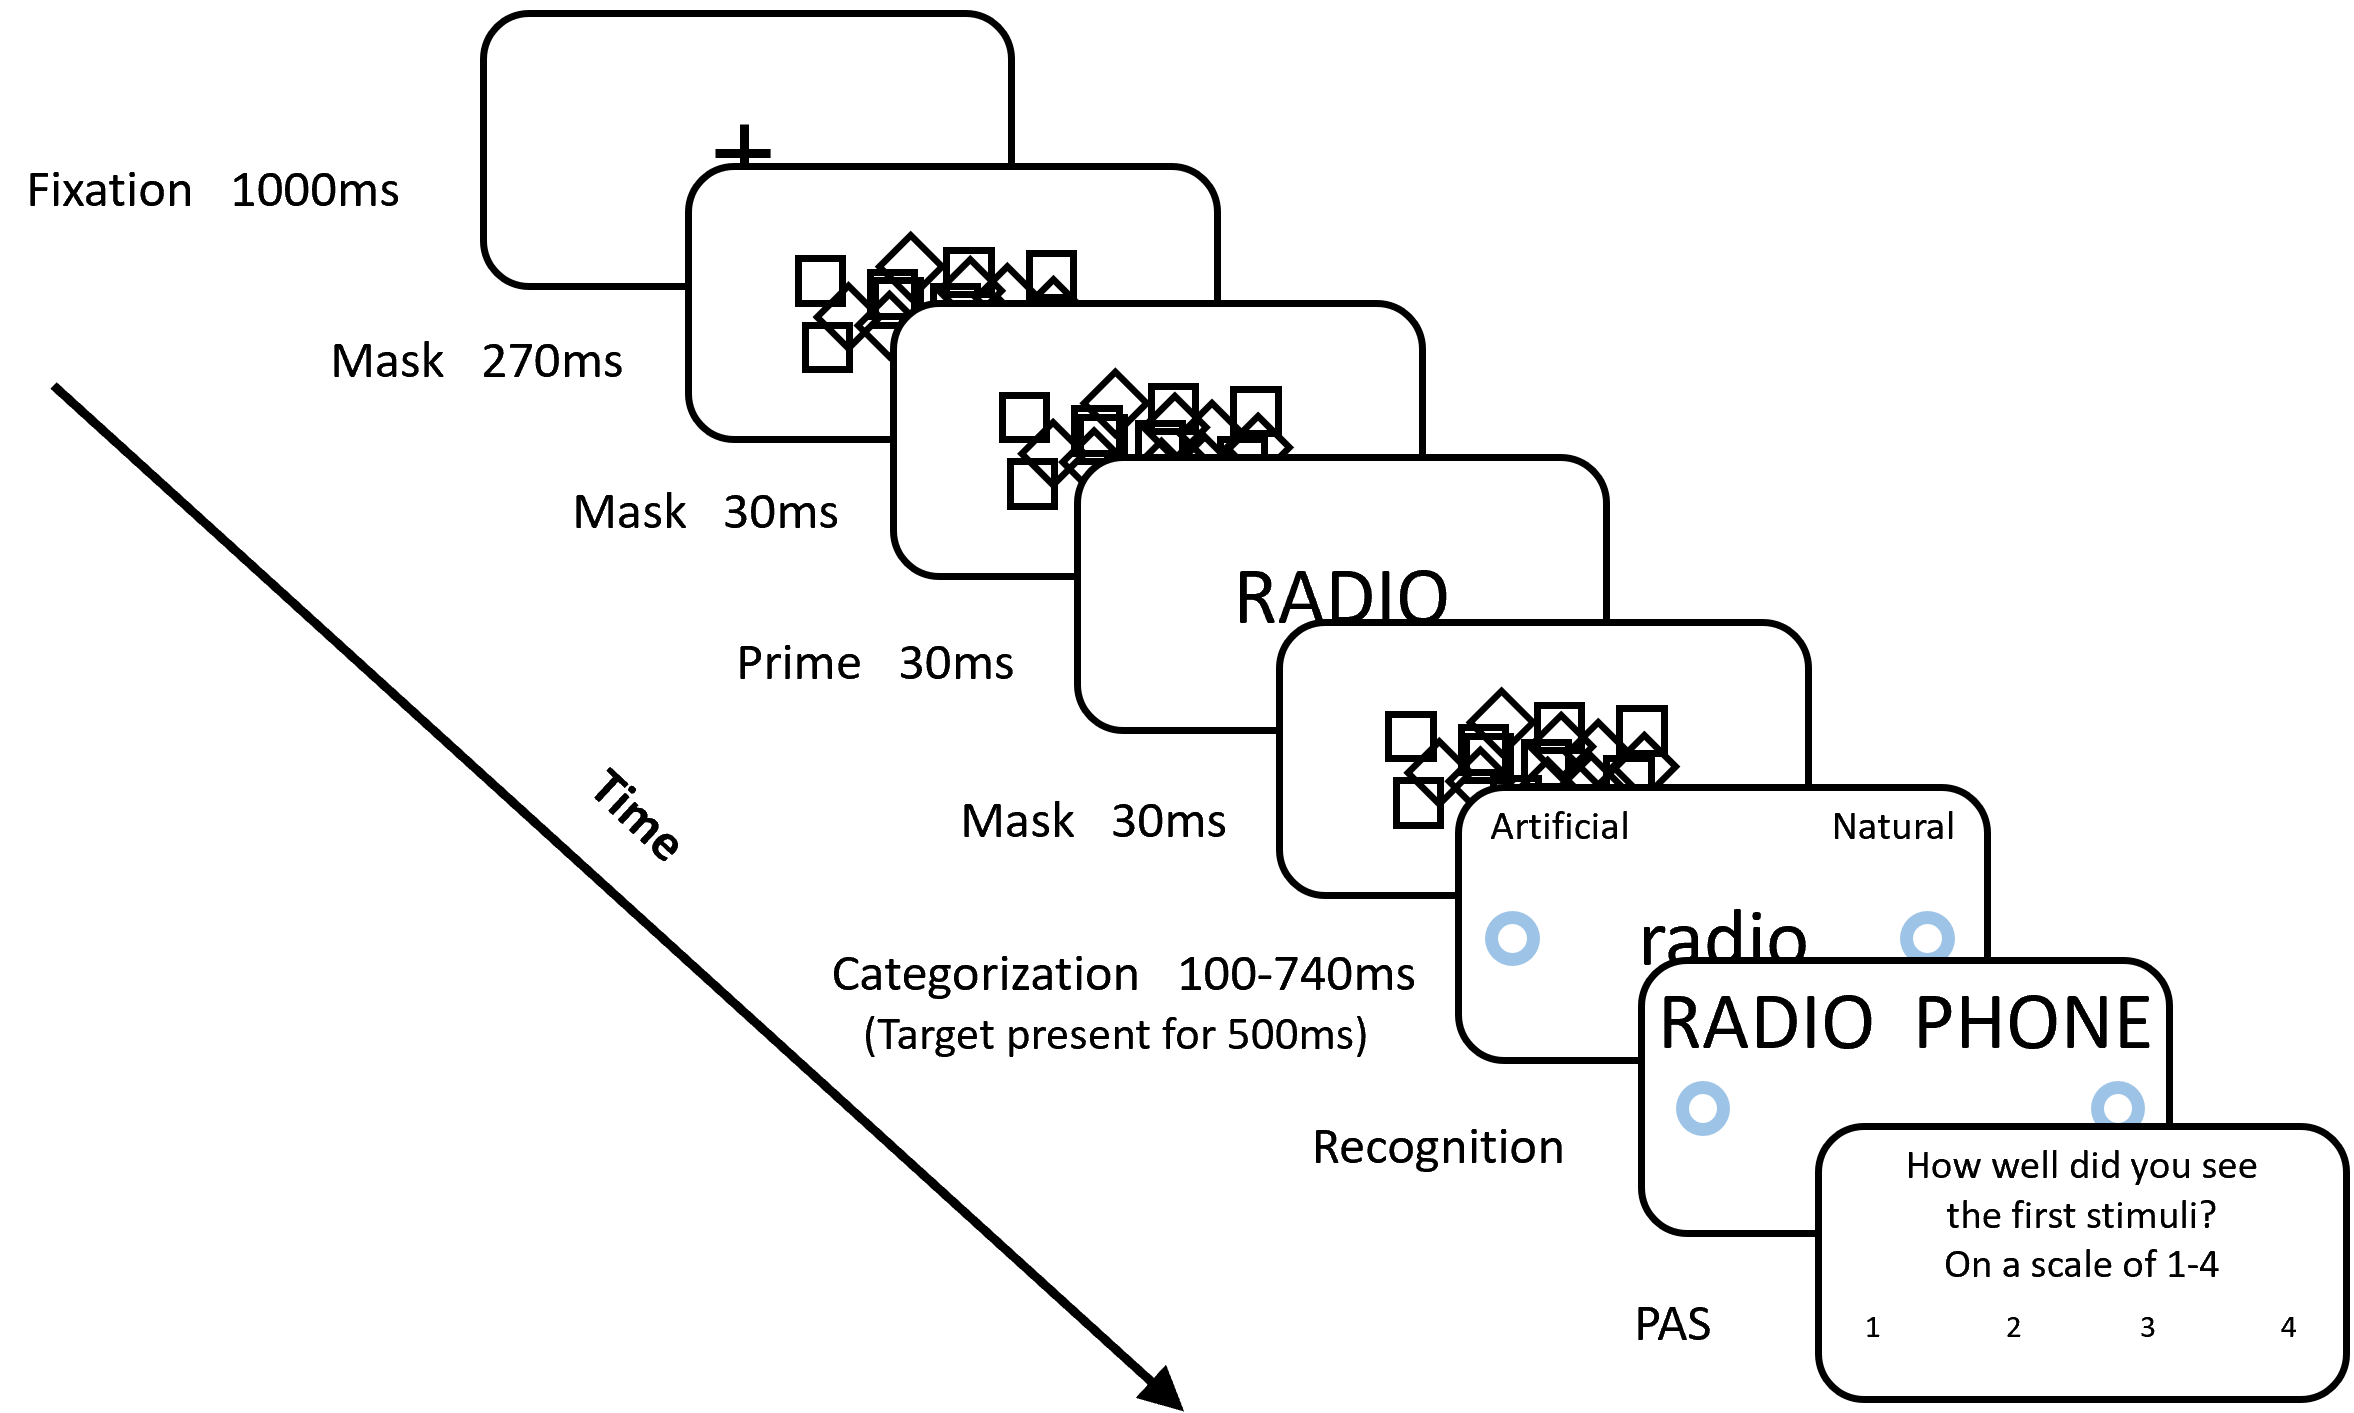 Fixation 1000ms
Mask 270ms
Mask 30ms
RADIO
Prime 30ms
Time
Mask 30ms
Artificial Natural
radio
Categorization 100-740ms
(Target present for 500ms)
RADIO PHONE
Recognition
How well did you see
the first stimuli?
On a scale of 1-4
PAS
1 2 3 4